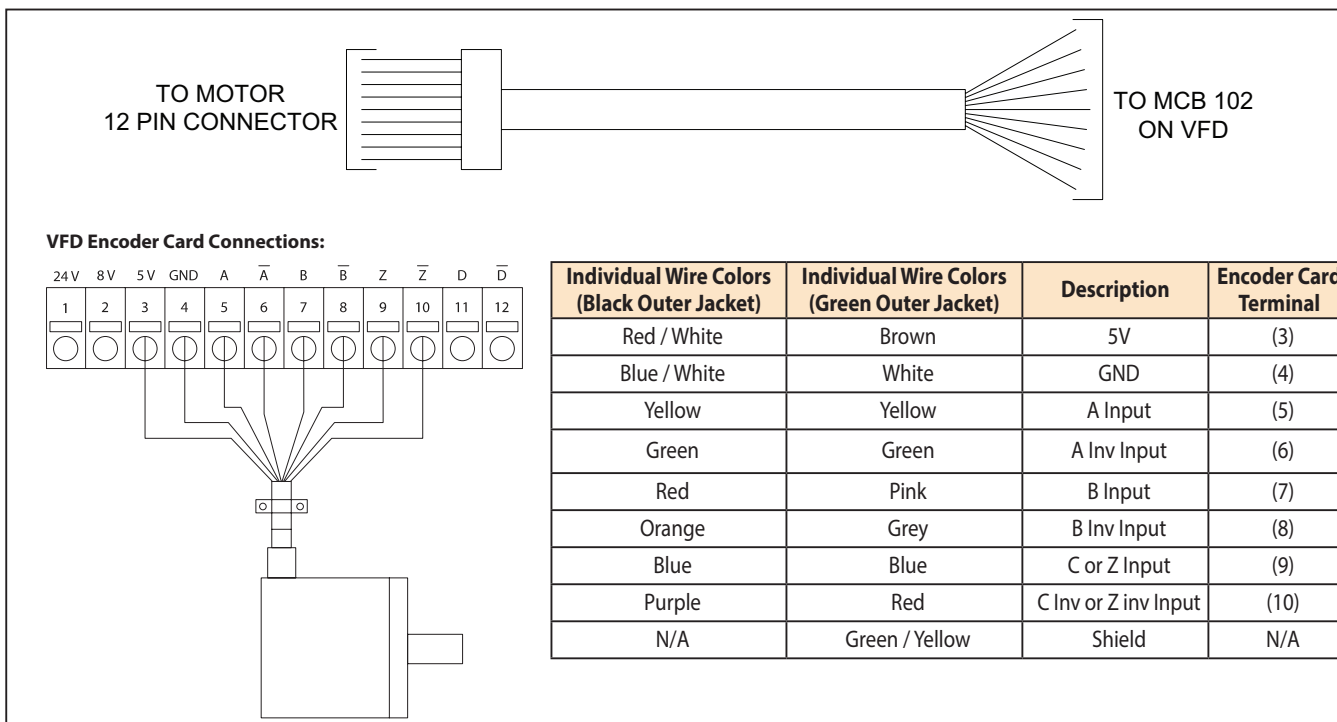 TO MOTOR
12 PIN CONNECTOR
TO MCB 102
ON VFD
VFD Encoder Card Connections:
24 V 8 V 5 V GND A A̅ B B̅ Z Z̅ D D̅
1 2 3 4 5 6 7 8 9 10 11 12
Individual Wire Colors (Black Outer Jacket) Individual Wire Colors (Green Outer Jacket) Description Encoder Card Terminal
Red / White Brown 5V (3)
Blue / White White GND (4)
Yellow Yellow A Input (5)
Green Green A Inv Input (6)
Red Pink B Input (7)
Orange Grey B Inv Input (8)
Blue Blue C or Z Input (9)
Purple Red C Inv or Z inv Input (10)
N/A Green / Yellow Shield N/A